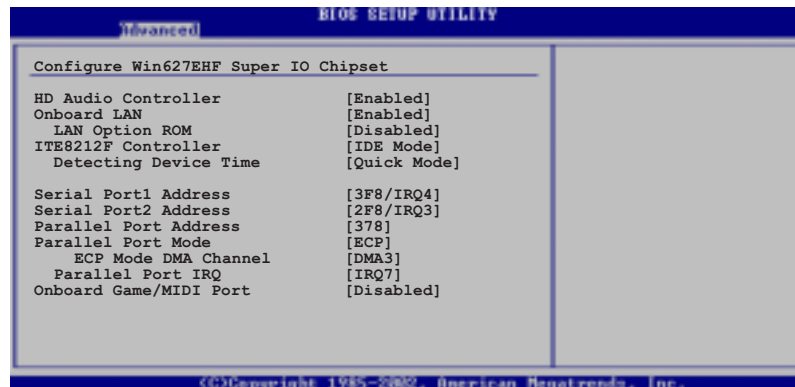 BIOS SETUP UTILITY
Advanced
Configure Win627EHF Super IO Chipset
HD Audio Controller [Enabled]
Onboard LAN [Enabled]
LAN Option ROM [Disabled]
ITE8212F Controller [IDE Mode]
Detecting Device Time [Quick Mode]
Serial Port1 Address [3F8/IRQ4]
Serial Port2 Address [2F8/IRQ3]
Parallel Port Address [378]
Parallel Port Mode [ECP]
ECP Mode DMA Channel [DMA3]
Parallel Port IRQ [IRQ7]
Onboard Game/MIDI Port [Disabled]
(C)Copyright 1985-2002, American Megatrends, Inc.